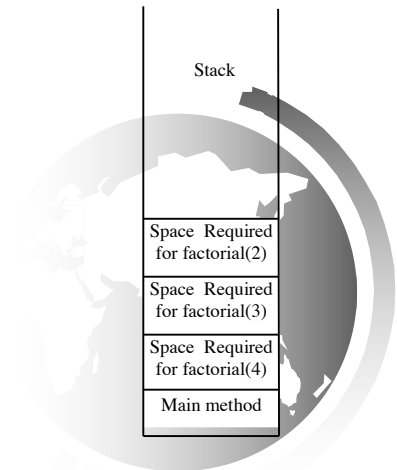 Stack
Space Required
for factorial(2)
Space Required
for factorial(3)
Space Required
for factorial(4)
Main method